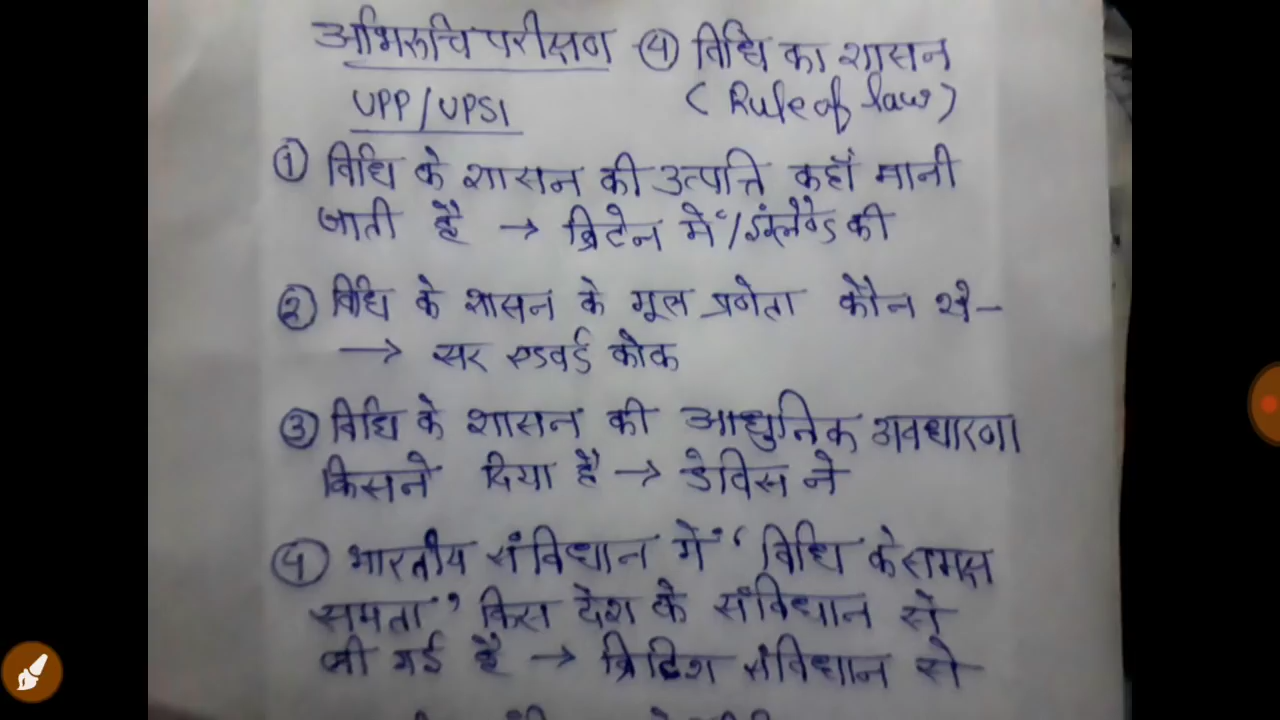 अभिरूचि परीक्षण ④ विधि का शासन
UPP/UPSI (Rule of law)
① विधि के शासन की उत्पत्ति कहाँ मानी
जाती है → ब्रिटेन में/इंग्लैण्ड की
② विधि के शासन के मूल प्रणेता कौन थे-
→ सर एडवर्ड कोक
③ विधि के शासन की आधुनिक अवधारणा
किसने दिया है → डेविस ने
④ भारतीय संविधान में ‘विधि के समक्ष
समता’ किस देश के संविधान से
ली गई है → ब्रिटिश संविधान से